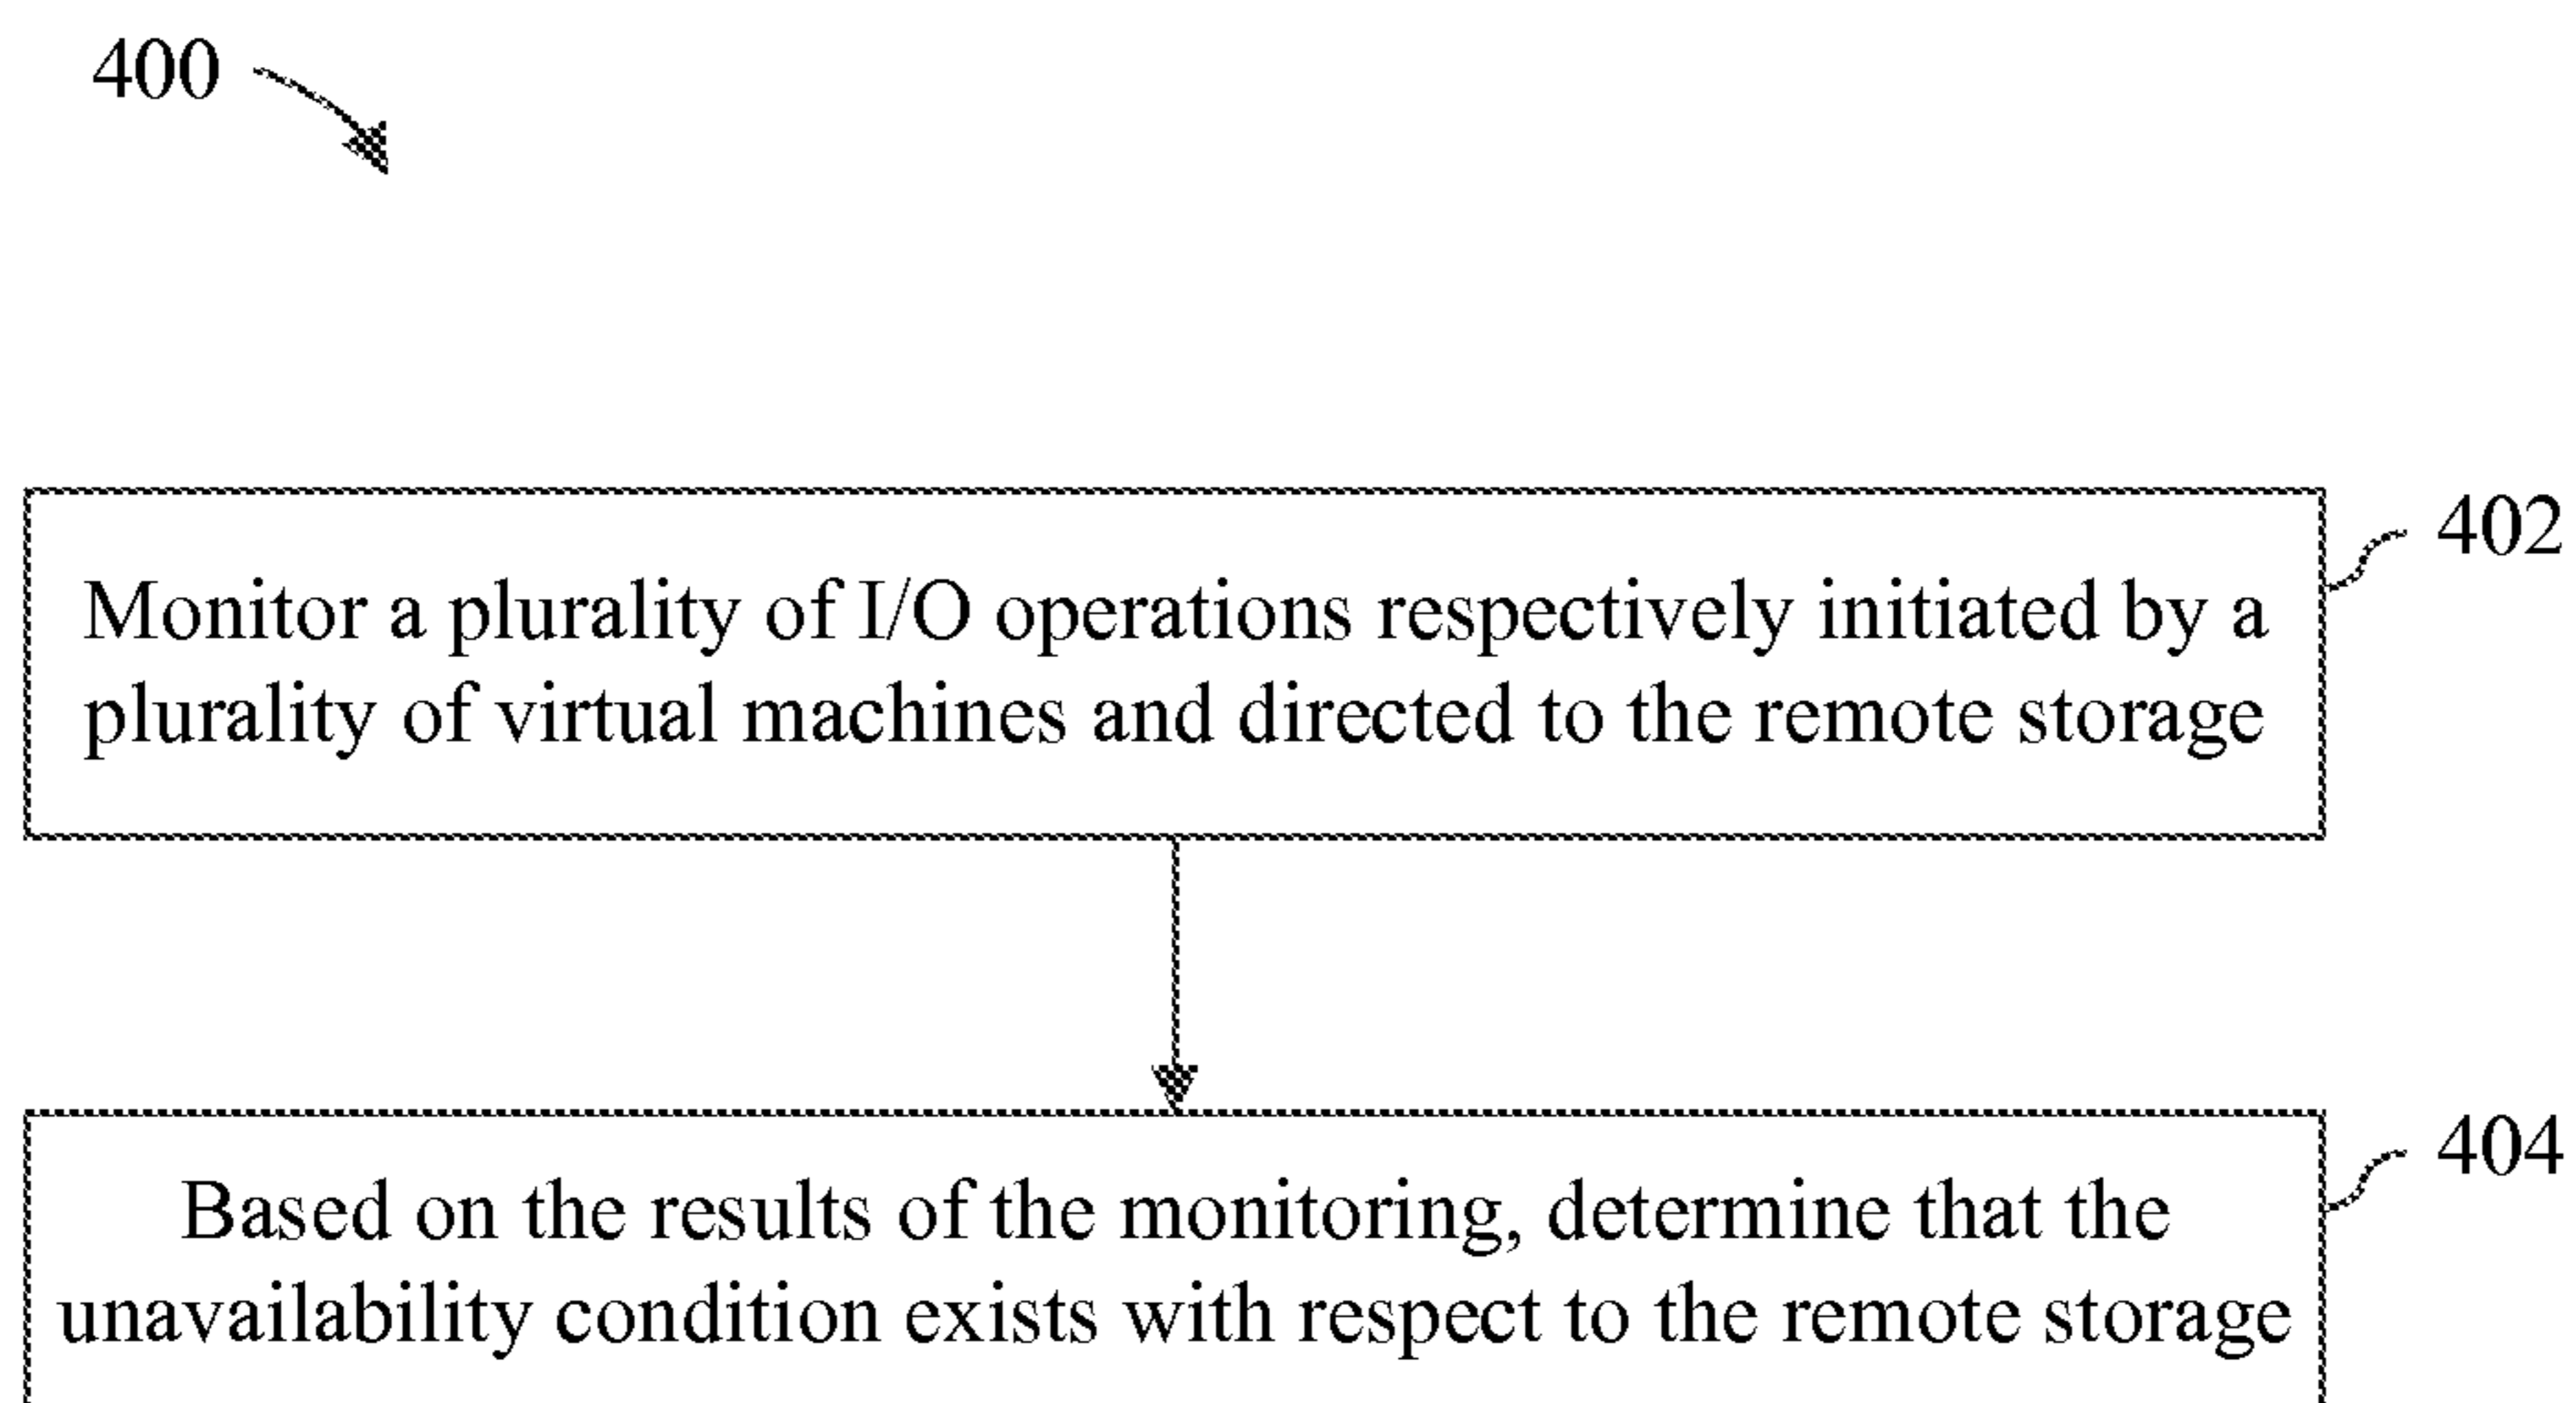 400
402
Monitor a plurality of I/O operations respectively initiated by a
plurality of virtual machines and directed to the remote storage
404
Based on the results of the monitoring, determine that the
unavailability condition exists with respect to the remote storage